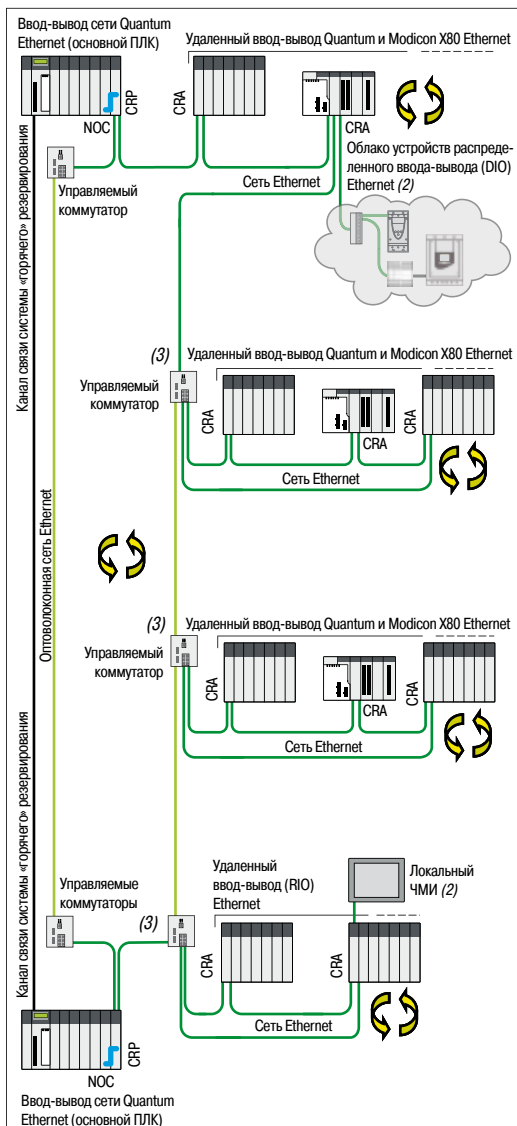 Ввод-вывод сети Quantum
Ethernet (основной ПЛК)
Удаленный ввод-вывод Quantum и Modicon X80 Ethernet
CRP
NOC
CRA
CRA
Управляемый
коммутатор
Сеть Ethernet
Облако устройств распреде-
ленного ввода-вывода (DIO)
Ethernet (2)
Канал связи системы «горячего» резервирования
(3)
Удаленный ввод-вывод Quantum и Modicon X80 Ethernet
Управляемый
коммутатор
CRA
CRA
CRA
Сеть Ethernet
Оптоволоконная сеть Ethernet
(3)
Удаленный ввод-вывод Quantum и Modicon X80 Ethernet
Управляемый
коммутатор
CRA
CRA
CRA
Сеть Ethernet
Канал связи системы «горячего» резервирования
Управляемые
коммутаторы
(3)
Удаленный
ввод-вывод (RIO)
Ethernet
Локальный
ЧМИ (2)
CRA
CRA
Сеть Ethernet
CRP
NOC
Ввод-вывод сети Quantum
Ethernet (основной ПЛК)